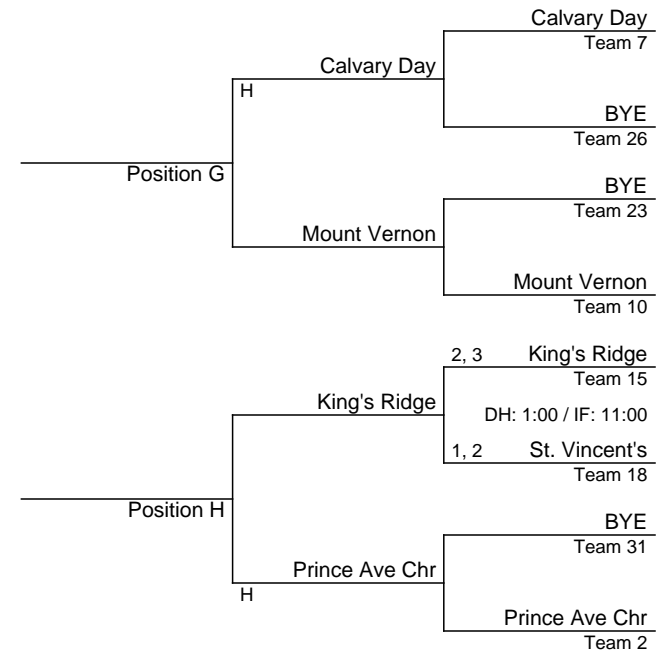 Calvary Day
Team 7
Calvary Day
H
BYE
Team 26
Position G
BYE
Team 23
Mount Vernon
Mount Vernon
Team 10
2, 3 King's Ridge
Team 15
King's Ridge
DH: 1:00 / IF: 11:00
1, 2 St. Vincent's
Team 18
Position H
BYE
Team 31
Prince Ave Chr
H
Prince Ave Chr
Team 2